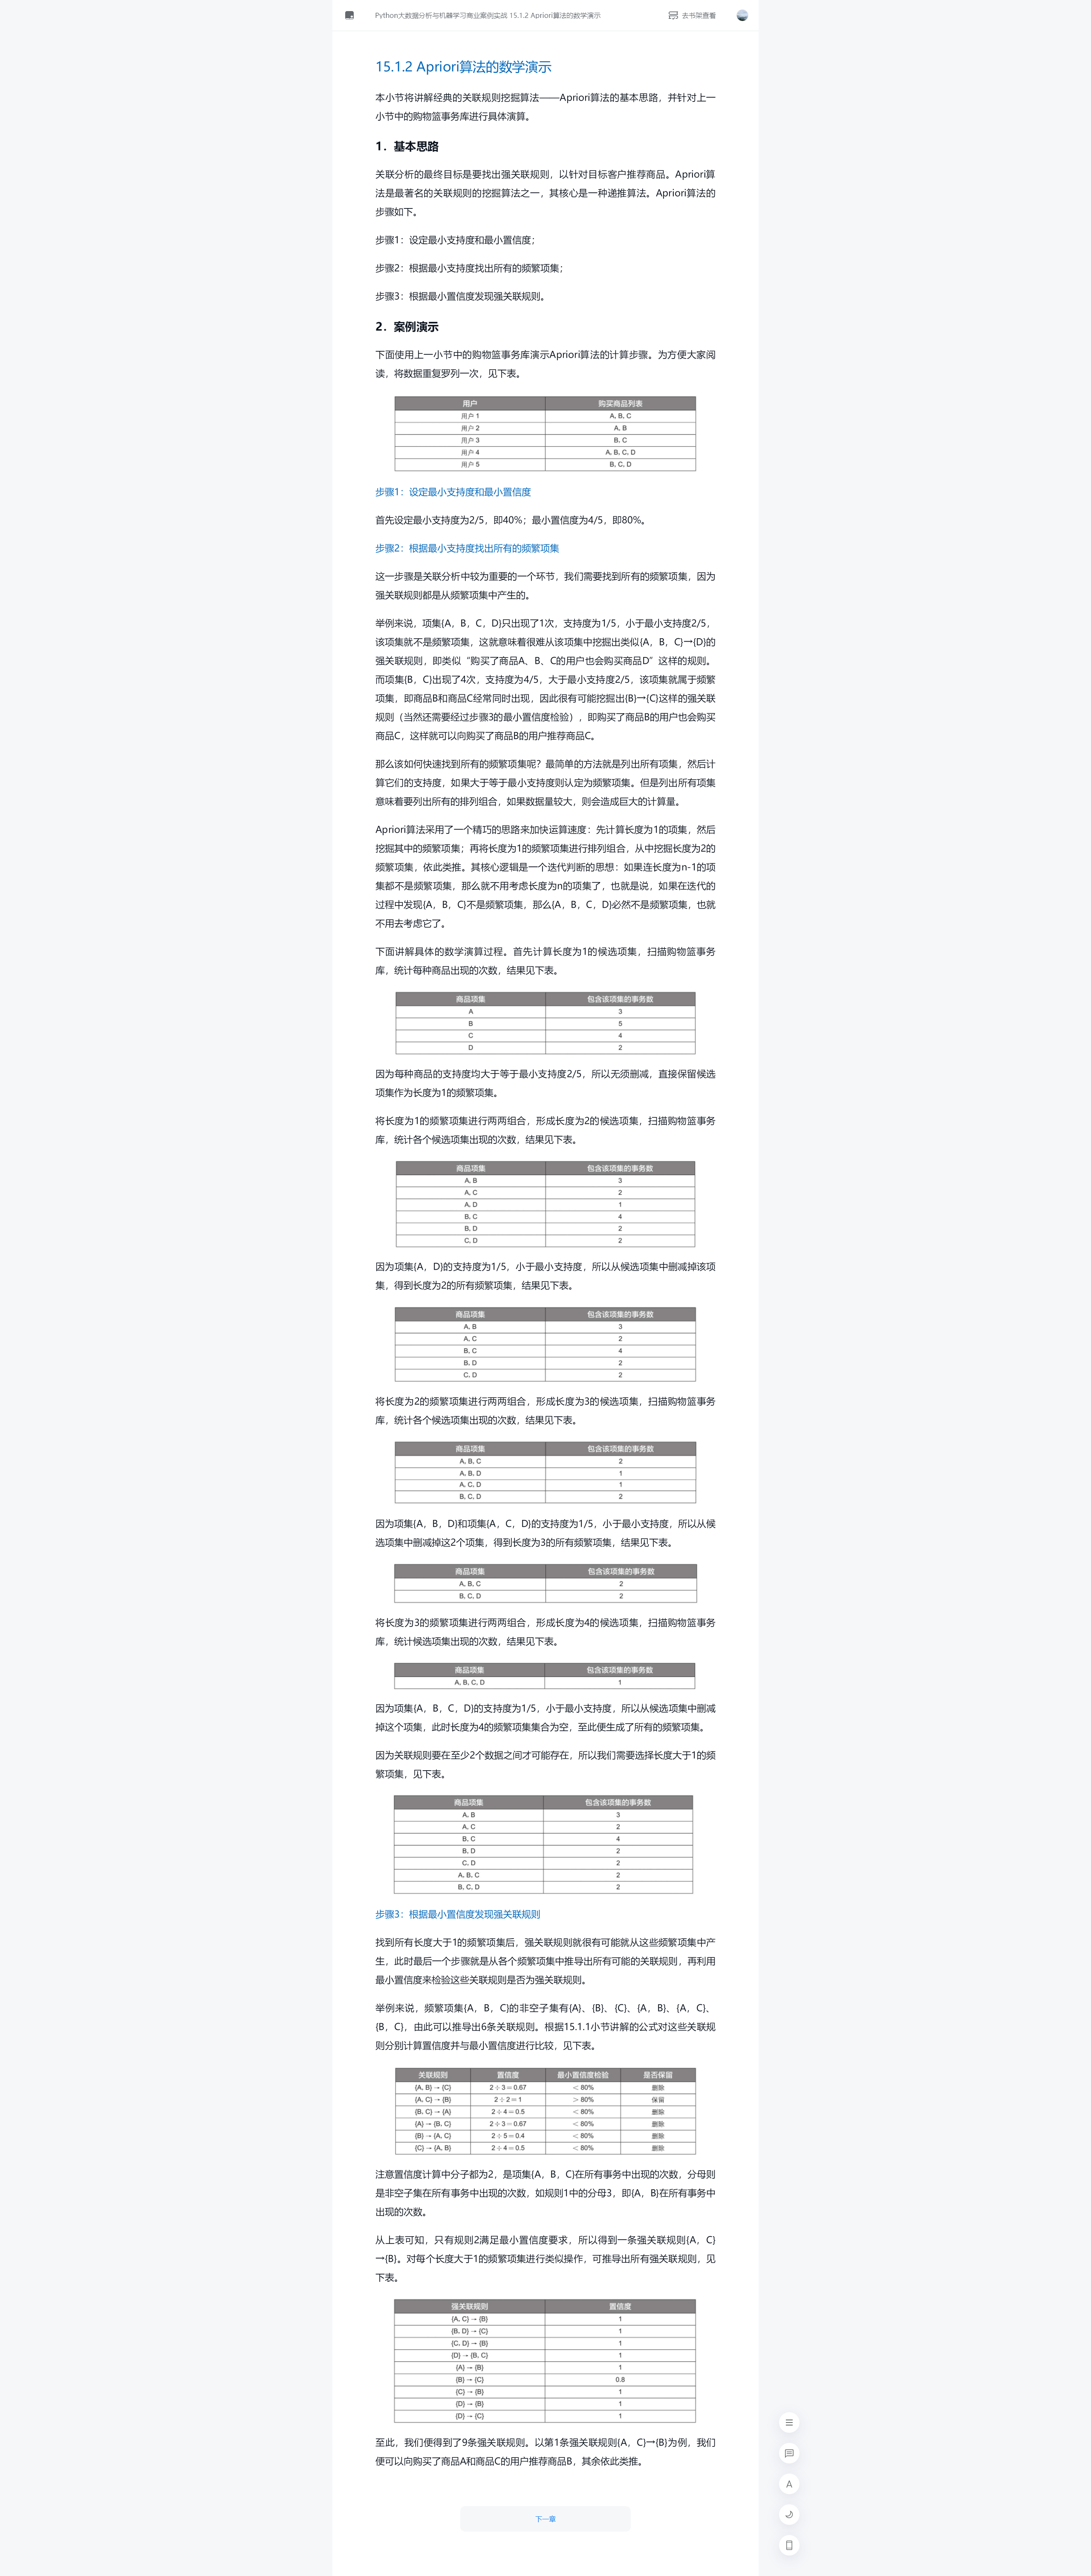 Python大数据分析与机器学习商业案例实战 15.1.2 Apriori算法的数学演示
去书架查看
15.1.2 Apriori算法的数学演示
本小节将讲解经典的关联规则挖掘算法——Apriori算法的基本思路，并针对上一
小节中的购物篮事务库进行具体演算。
1．基本思路
关联分析的最终目标是要找出强关联规则，以针对目标客户推荐商品。Apriori算
法是最著名的关联规则的挖掘算法之一，其核心是一种递推算法。Apriori算法的
步骤如下。
步骤1：设定最小支持度和最小置信度；
步骤2：根据最小支持度找出所有的频繁项集；
步骤3：根据最小置信度发现强关联规则。
2．案例演示
下面使用上一小节中的购物篮事务库演示Apriori算法的计算步骤。为方便大家阅
读，将数据重复罗列一次，见下表。
用户 购买商品列表
用户 1 A, B, C
用户 2 A, B
用户 3 B, C
用户 4 A, B, C, D
用户 5 B, C, D
步骤1：设定最小支持度和最小置信度
首先设定最小支持度为2/5，即40%；最小置信度为4/5，即80%。
步骤2：根据最小支持度找出所有的频繁项集
这一步骤是关联分析中较为重要的一个环节，我们需要找到所有的频繁项集，因为
强关联规则都是从频繁项集中产生的。
举例来说，项集{A，B，C，D}只出现了1次，支持度为1/5，小于最小支持度2/5，
该项集就不是频繁项集，这就意味着很难从该项集中挖掘出类似{A，B，C}→{D}的
强关联规则，即类似“购买了商品A、B、C的用户也会购买商品D”这样的规则。
而项集{B，C}出现了4次，支持度为4/5，大于最小支持度2/5，该项集就属于频繁
项集，即商品B和商品C经常同时出现，因此很有可能挖掘出{B}→{C}这样的强关联
规则（当然还需要经过步骤3的最小置信度检验），即购买了商品B的用户也会购买
商品C，这样就可以向购买了商品B的用户推荐商品C。
那么该如何快速找到所有的频繁项集呢？最简单的方法就是列出所有项集，然后计
算它们的支持度，如果大于等于最小支持度则认定为频繁项集。但是列出所有项集
意味着要列出所有的排列组合，如果数据量较大，则会造成巨大的计算量。
Apriori算法采用了一个精巧的思路来加快运算速度：先计算长度为1的项集，然后
挖掘其中的频繁项集；再将长度为1的频繁项集进行排列组合，从中挖掘长度为2的
频繁项集，依此类推。其核心逻辑是一个迭代判断的思想：如果连长度为n-1的项
集都不是频繁项集，那么就不用考虑长度为n的项集了，也就是说，如果在迭代的
过程中发现{A，B，C}不是频繁项集，那么{A，B，C，D}必然不是频繁项集，也就
不用去考虑它了。
下面讲解具体的数学演算过程。首先计算长度为1的候选项集，扫描购物篮事务
库，统计每种商品出现的次数，结果见下表。
商品项集 包含该项集的事务数
A 3
B 5
C 4
D 2
因为每种商品的支持度均大于等于最小支持度2/5，所以无须删减，直接保留候选
项集作为长度为1的频繁项集。
将长度为1的频繁项集进行两两组合，形成长度为2的候选项集，扫描购物篮事务
库，统计各个候选项集出现的次数，结果见下表。
商品项集 包含该项集的事务数
A, B 3
A, C 2
A, D 1
B, C 4
B, D 2
C, D 2
因为项集{A，D}的支持度为1/5，小于最小支持度，所以从候选项集中删减掉该项
集，得到长度为2的所有频繁项集，结果见下表。
商品项集 包含该项集的事务数
A, B 3
A, C 2
B, C 4
B, D 2
C, D 2
将长度为2的频繁项集进行两两组合，形成长度为3的候选项集，扫描购物篮事务
库，统计各个候选项集出现的次数，结果见下表。
商品项集 包含该项集的事务数
A, B, C 2
A, B, D 1
A, C, D 1
B, C, D 2
因为项集{A，B，D}和项集{A，C，D}的支持度为1/5，小于最小支持度，所以从候
选项集中删减掉这2个项集，得到长度为3的所有频繁项集，结果见下表。
商品项集 包含该项集的事务数
A, B, C 2
B, C, D 2
将长度为3的频繁项集进行两两组合，形成长度为4的候选项集，扫描购物篮事务
库，统计候选项集出现的次数，结果见下表。
商品项集 包含该项集的事务数
A, B, C, D 1
因为项集{A，B，C，D}的支持度为1/5，小于最小支持度，所以从候选项集中删减
掉这个项集，此时长度为4的频繁项集集合为空，至此便生成了所有的频繁项集。
因为关联规则要在至少2个数据之间才可能存在，所以我们需要选择长度大于1的频
繁项集，见下表。
商品项集 包含该项集的事务数
A, B 3
A, C 2
B, C 4
B, D 2
C, D 2
A, B, C 2
B, C, D 2
步骤3：根据最小置信度发现强关联规则
找到所有长度大于1的频繁项集后，强关联规则就很有可能就从这些频繁项集中产
生，此时最后一个步骤就是从各个频繁项集中推导出所有可能的关联规则，再利用
最小置信度来检验这些关联规则是否为强关联规则。
举例来说，频繁项集{A，B，C}的非空子集有{A}、{B}、{C}、{A，B}、{A，C}、
{B，C}，由此可以推导出6条关联规则。根据15.1.1小节讲解的公式对这些关联规
则分别计算置信度并与最小置信度进行比较，见下表。
关联规则 置信度 最小置信度检验 是否保留
{A, B} → {C} 2÷3＝0.67 ＜80% 删除
{A, C} → {B} 2÷2＝1 ＞80% 保留
{B, C} → {A} 2÷4＝0.5 ＜80% 删除
{A} → {B, C} 2÷3＝0.67 ＜80% 删除
{B} → {A, C} 2÷5＝0.4 ＜80% 删除
{C} → {A, B} 2÷4＝0.5 ＜80% 删除
注意置信度计算中分子都为2，是项集{A，B，C}在所有事务中出现的次数，分母则
是非空子集在所有事务中出现的次数，如规则1中的分母3，即{A，B}在所有事务中
出现的次数。
从上表可知，只有规则2满足最小置信度要求，所以得到一条强关联规则{A，C}
→{B}。对每个长度大于1的频繁项集进行类似操作，可推导出所有强关联规则，见
下表。
强关联规则 置信度
{A, C} → {B} 1
{B, D} → {C} 1
{C, D} → {B} 1
{D} → {B, C} 1
{A} → {B} 1
{B} → {C} 0.8
{C} → {B} 1
{D} → {B} 1
{D} → {C} 1
至此，我们便得到了9条强关联规则。以第1条强关联规则{A，C}→{B}为例，我们
便可以向购买了商品A和商品C的用户推荐商品B，其余依此类推。
下一章
A